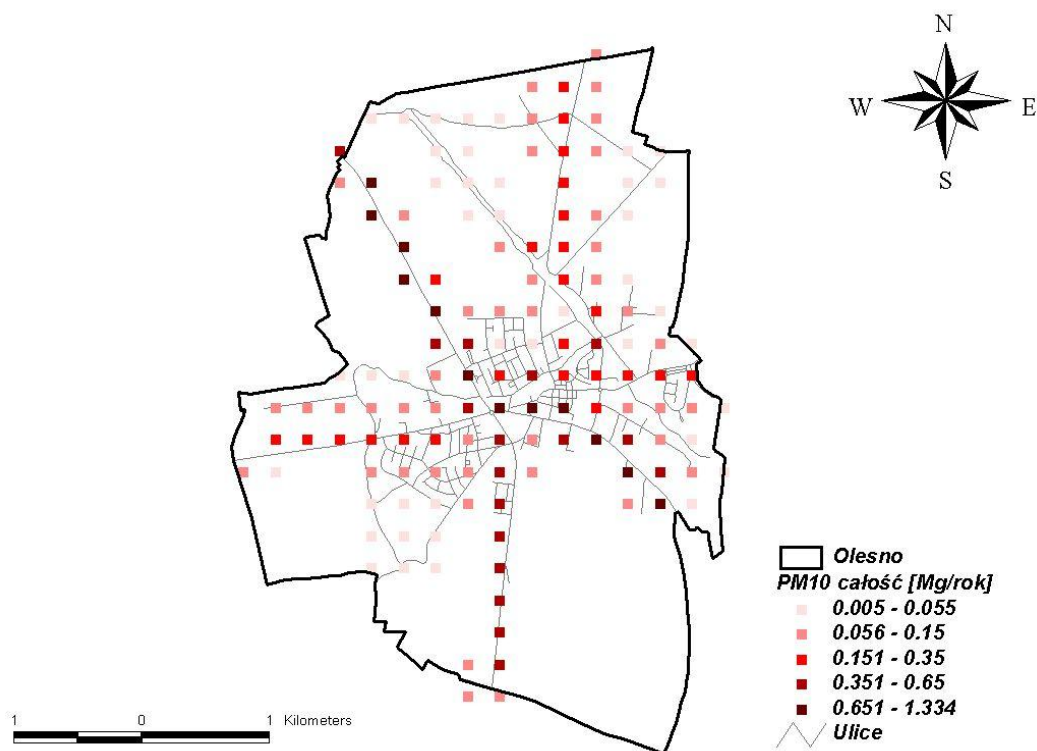 N
W E
S
Olesno
PM10 całość [Mg/rok]
0.005 - 0.055
0.056 - 0.15
0.151 - 0.35
0.351 - 0.65
0.651 - 1.334
Ulice
1 0 1 Kilometers